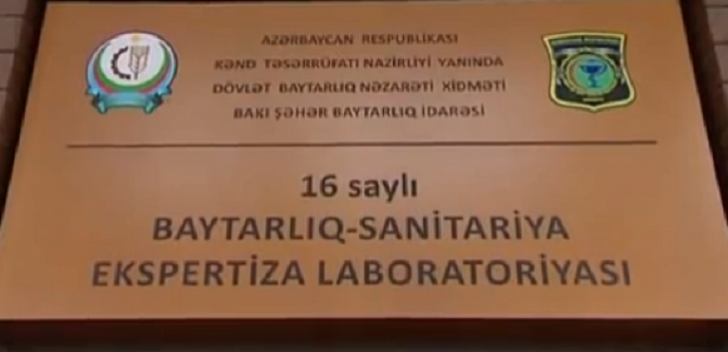 AZƏRBAYCAN RESPUBLİKASI
KƏND TƏSƏRRÜFATI NAZİRLİYİ YANINDA
DÖVLƏT BAYTARLIQ NƏZARƏTİ XİDMƏTİ
BAKI ŞƏHƏR BAYTARLIQ İDARƏSİ
16 saylı
BAYTARLIQ-SANİTARİYA
EKSPERTİZA LABORATORİYASI